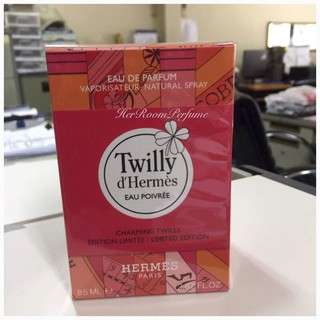 EAU DE PARFUM
VAPORISATEUR NATURAL SPRAY
HerRoomPerfume
Twilly
d'Hermès
EAU POIVRÉE
CHARMING TWILLY
EDITION LIMITÉE / LIMITED EDITION
HERMÈS
PARIS
85 ML e FL.OZ